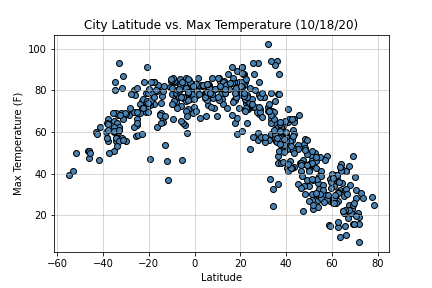 City Latitude vs. Max Temperature (10/18/20)
100
80
60
40
20
Max Temperature (F)
−60 −40 −20 0 20 40 60 80
Latitude